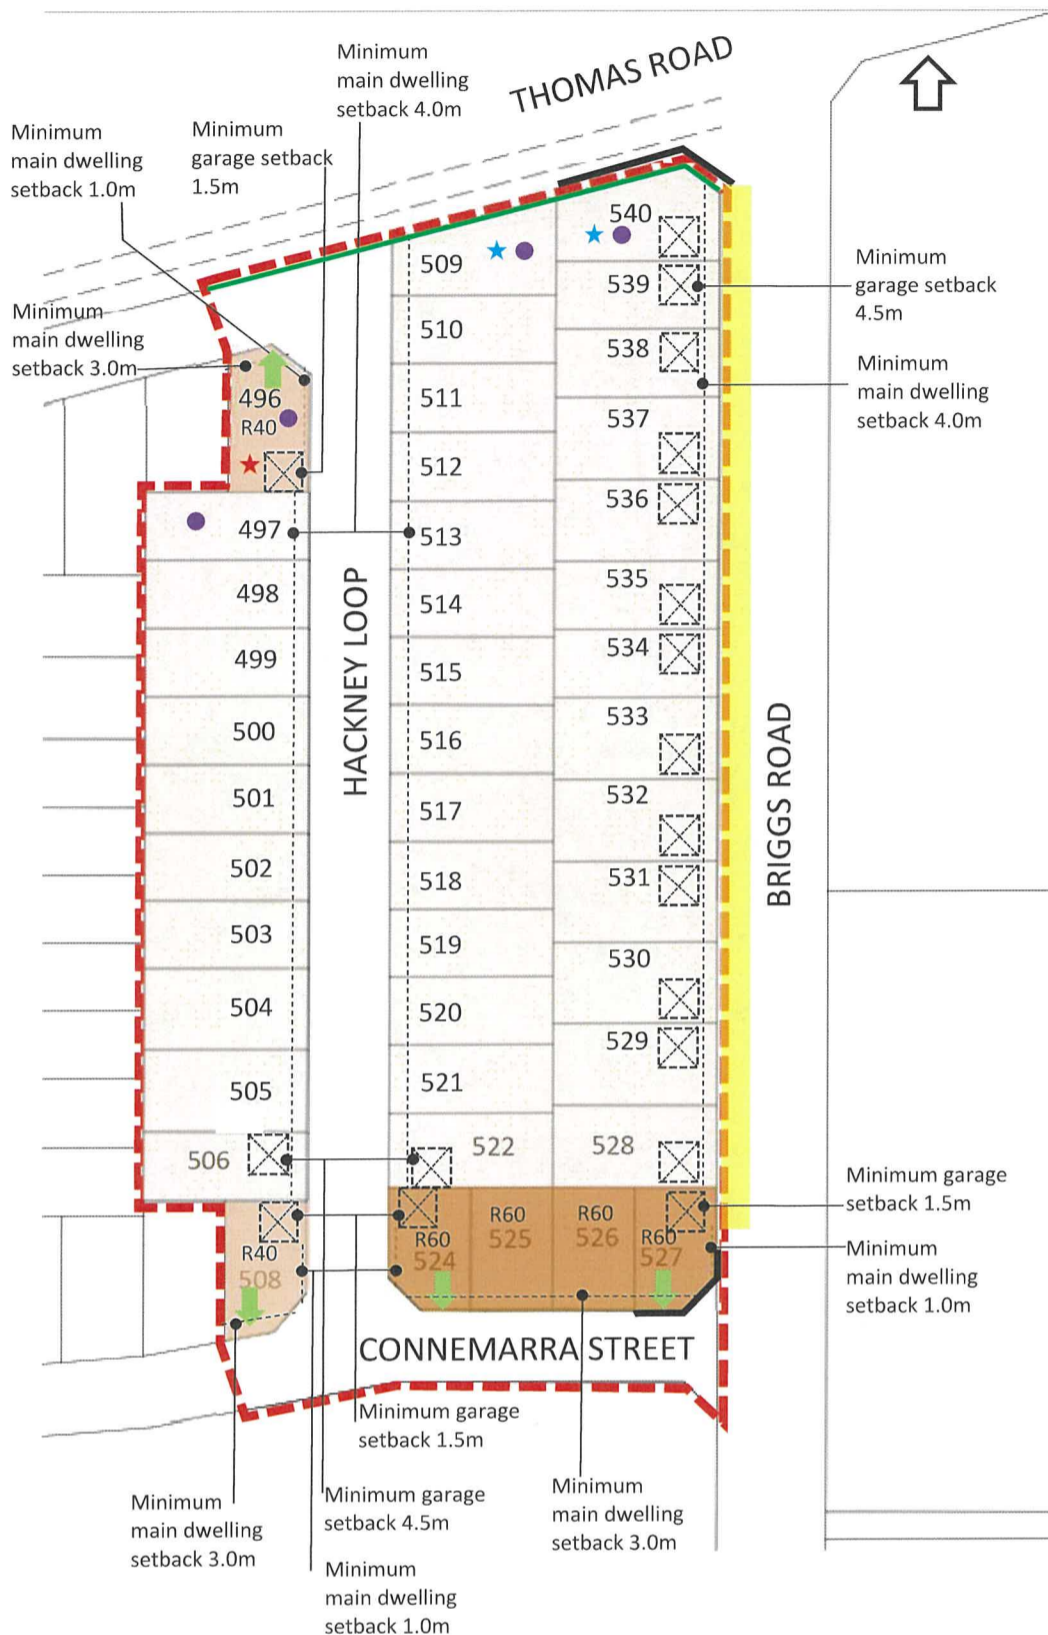 THOMAS ROAD
Minimum
main dwelling
setback 4.0m
Minimum
main dwelling
setback 1.0m
Minimum
garage setback
1.5m
Minimum
main dwelling
setback 3.0m
Minimum
garage setback
4.5m
Minimum
main dwelling
setback 4.0m
496
R40
497
498
499
500
501
502
503
504
505
506
R40
508
HACKNEY LOOP
509
510
511
512
513
514
515
516
517
518
519
520
521
522
540
539
538
537
536
535
534
533
532
531
530
529
528
R60
524
R60
525
R60
526
R60
527
BRIGGS ROAD
Minimum garage
setback 1.5m
Minimum
main dwelling
setback 1.0m
CONNEMARRA STREET
Minimum garage
setback 1.5m
Minimum
main dwelling
setback 3.0m
Minimum garage
setback 4.5m
Minimum
main dwelling
setback 3.0m
Minimum
main dwelling
setback 1.0m